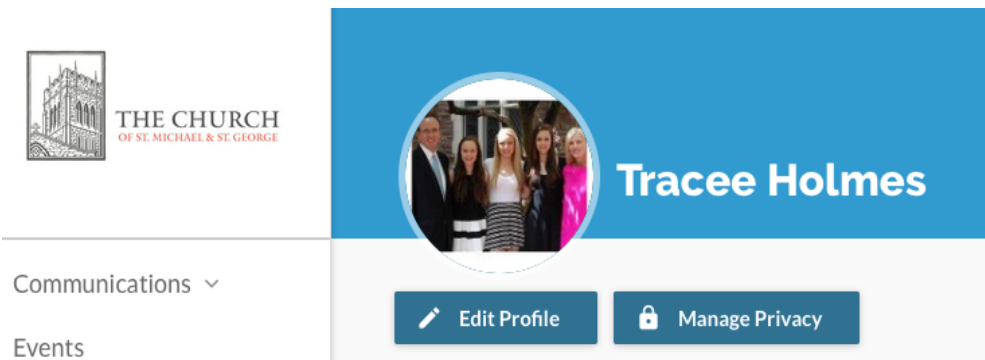 THE CHURCH
OF ST. MICHAEL & ST. GEORGE
Tracee Holmes
Communications
Events
Edit Profile
Manage Privacy